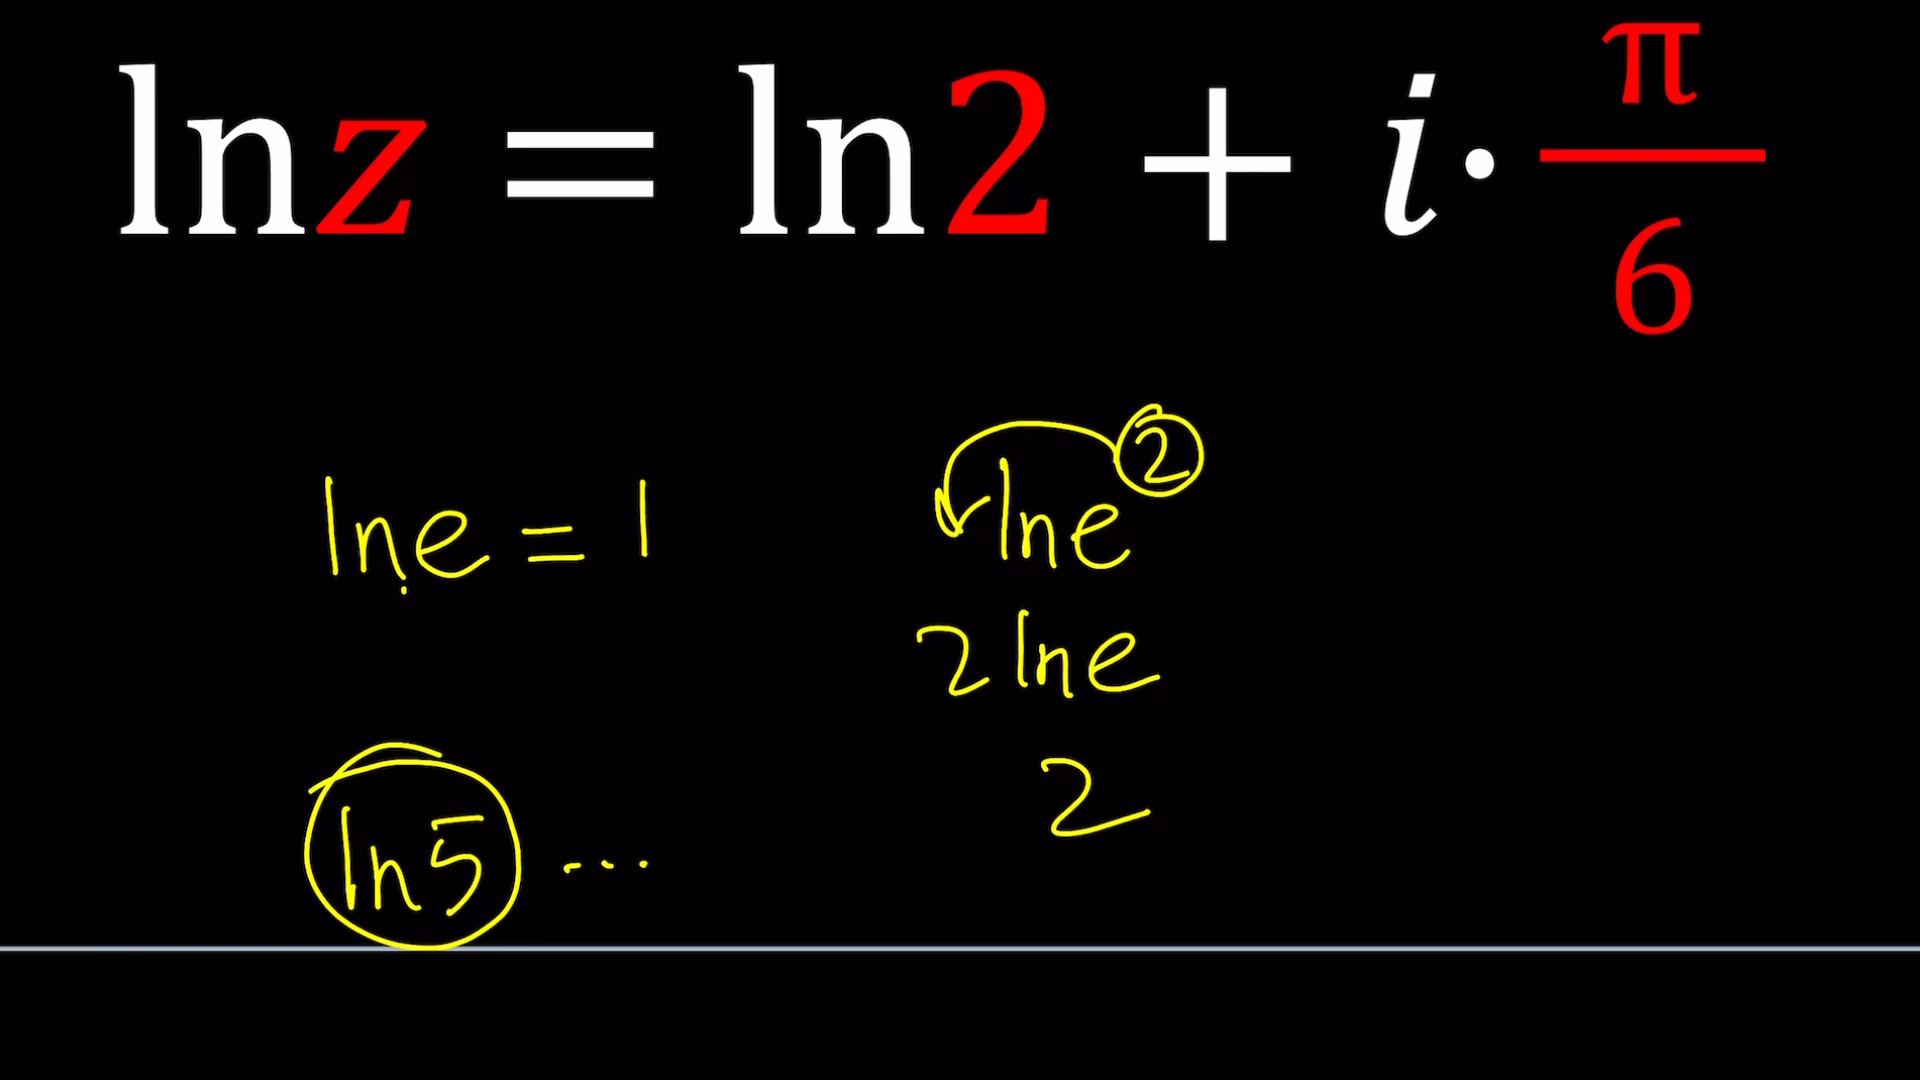 lnz = ln2 + i · π/6
lne = 1
lne²
2lne
2
ln5 ...